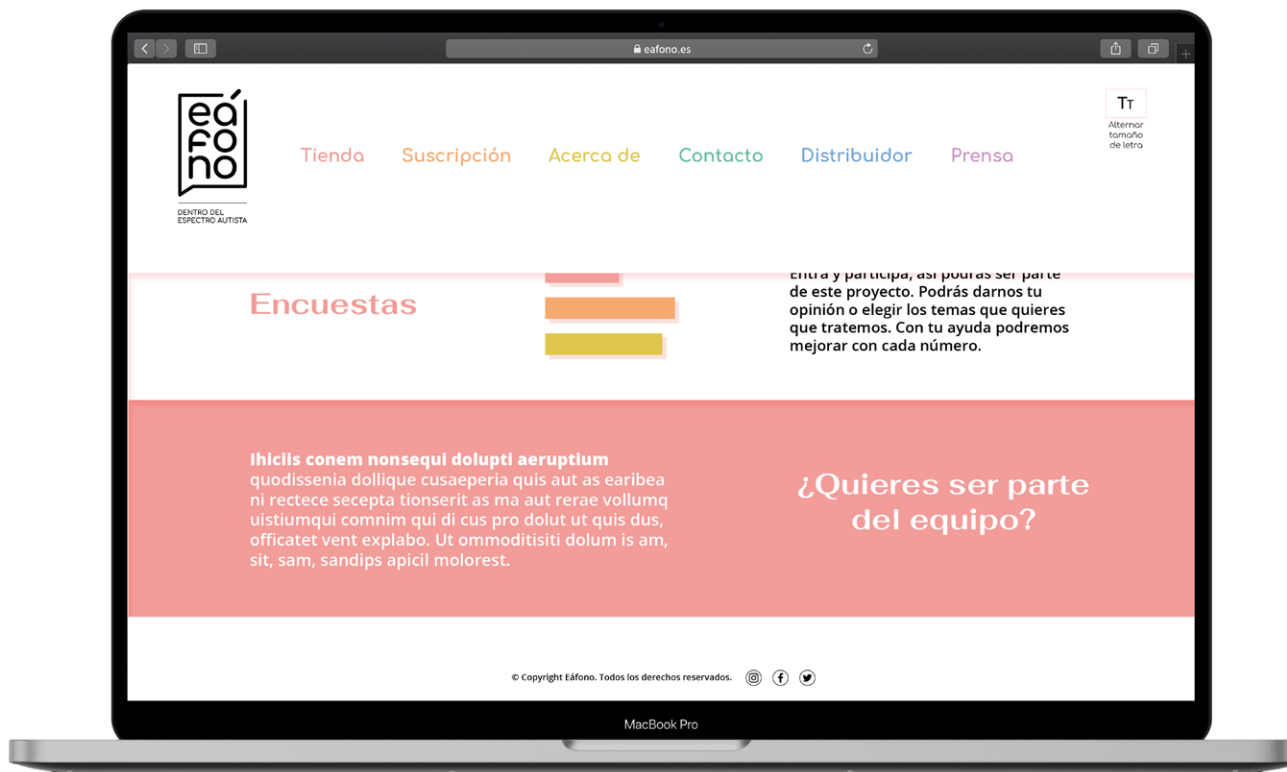 eafono.es
eá
fo
no
DENTRO DEL
ESPECTRO AUTISTA
Tienda Suscripción Acerca de Contacto Distribuidor Prensa
TT
Alternar
tamaño
de letra
Encuestas
Entra y participa, así podrás ser parte
de este proyecto. Podrás darnos tu
opinión o elegir los temas que quieres
que tratemos. Con tu ayuda podremos
mejorar con cada número.
Ihiciis conem nonsequi dolupti aeruptium
quodissenia dollique cusaeperia quis aut as earibea
ni rectece secepta tionserit as ma aut rerae vollumq
uistiumqui comnim qui di cus pro dolut ut quis dus,
officatet vent explabo. Ut ommoditisiti dolum is am,
sit, sam, sandips apicil molorest.
¿Quieres ser parte
del equipo?
© Copyright Eáfono. Todos los derechos reservados.
MacBook Pro